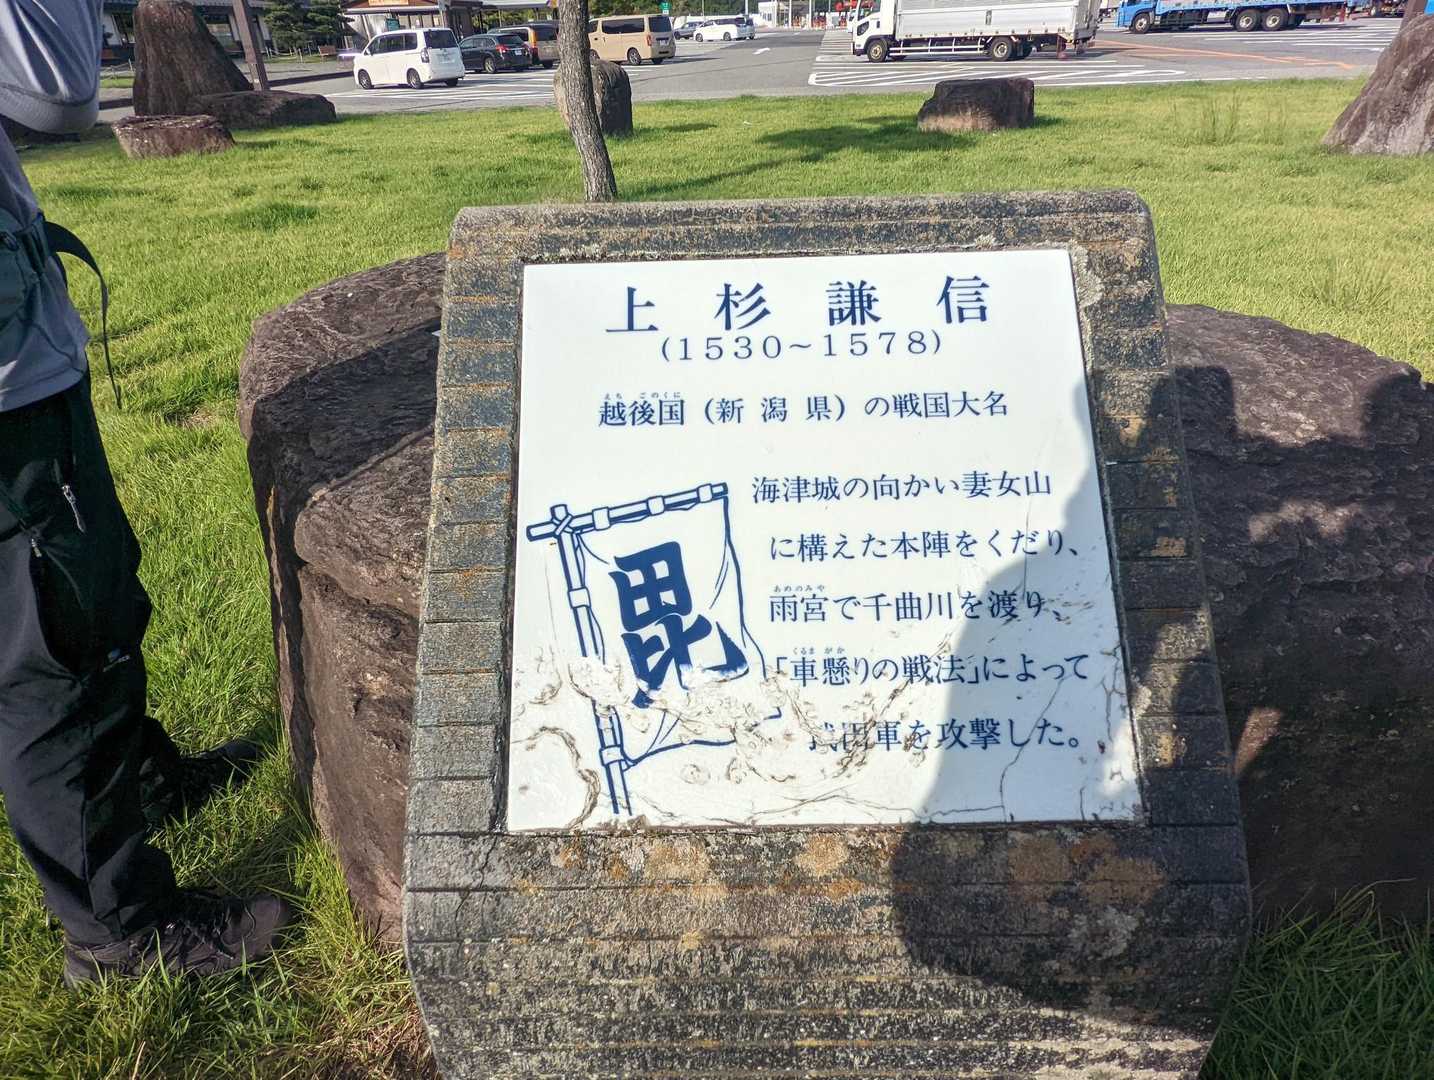 上杉謙信
(1530~1578)
えちごのくに
越後国(新潟県)の戦国大名
海津城の向かい妻女山
に構えた本陣をくだり、
あめのみや
雨宮で千曲川を渡り、
くるまがか
「車懸りの戦法」によって
武田軍を攻撃した。
毘